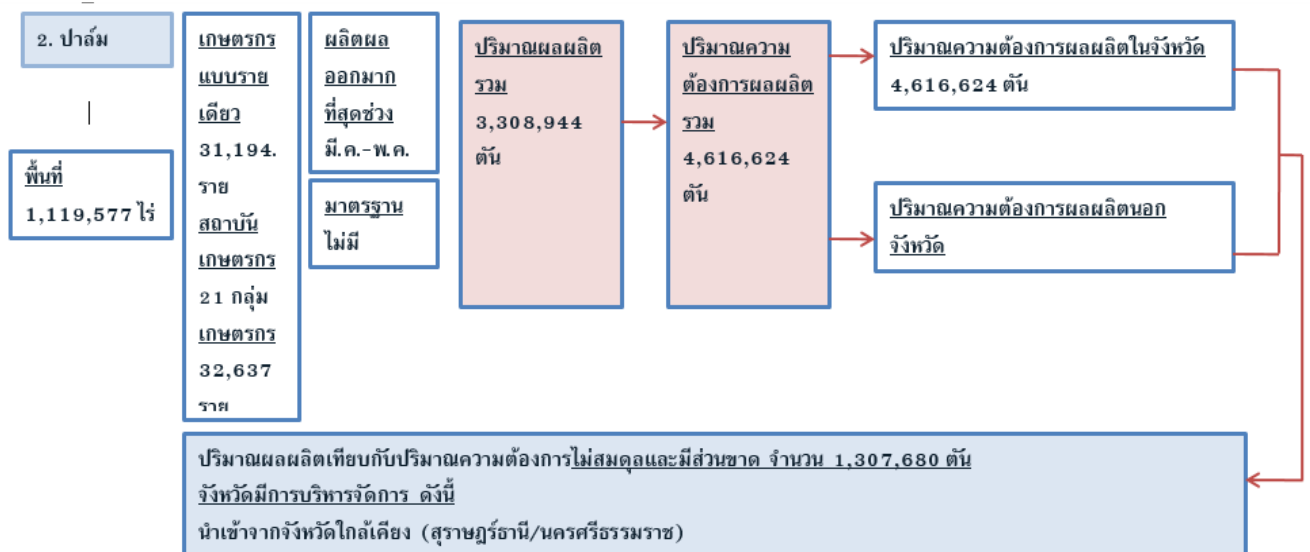 2. ปาล์ม
พื้นที่
1,119,577 ไร่
เกษตรกร
แบบราย
เดียว
31,194.
ราย
สถาบัน
เกษตรกร
21 กลุ่ม
เกษตรกร
32,637
ราย
ผลิตผล
ออกมาก
ที่สุดช่วง
มี.ค.-พ.ค.
มาตรฐาน
ไม่มี
ปริมาณผลผลิต
รวม
3,308,944
ตัน
ปริมาณความ
ต้องการผลผลิต
รวม
4,616,624
ตัน
ปริมาณความต้องการผลผลิตในจังหวัด
4,616,624 ตัน
ปริมาณความต้องการผลผลิตนอก
จังหวัด
ปริมาณผลผลิตเทียบกับปริมาณความต้องการไม่สมดุลและมีส่วนขาด จำนวน 1,307,680 ตัน
จังหวัดมีการบริหารจัดการ ดังนี้
นำเข้าจากจังหวัดใกล้เคียง (สุราษฎร์ธานี/นครศรีธรรมราช)